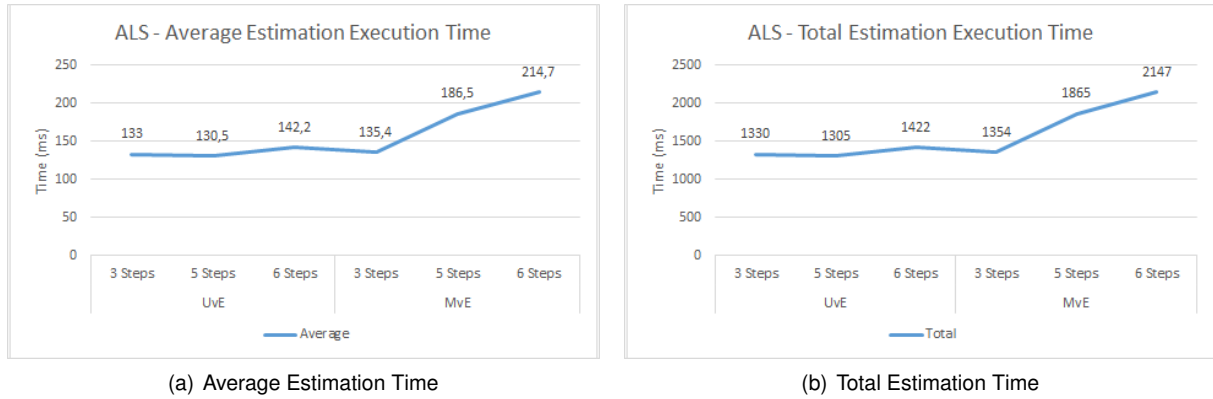 ALS - Average Estimation Execution Time
Time (ms)
250
200
150
100
50
0
133
130,5
142,2
135,4
186,5
214,7
3 Steps 5 Steps 6 Steps 3 Steps 5 Steps 6 Steps
UvE MvE
Average
(a) Average Estimation Time
ALS - Total Estimation Execution Time
Time (ms)
2500
2000
1500
1000
500
0
1330
1305
1422
1354
1865
2147
3 Steps 5 Steps 6 Steps 3 Steps 5 Steps 6 Steps
UvE MvE
Total
(b) Total Estimation Time